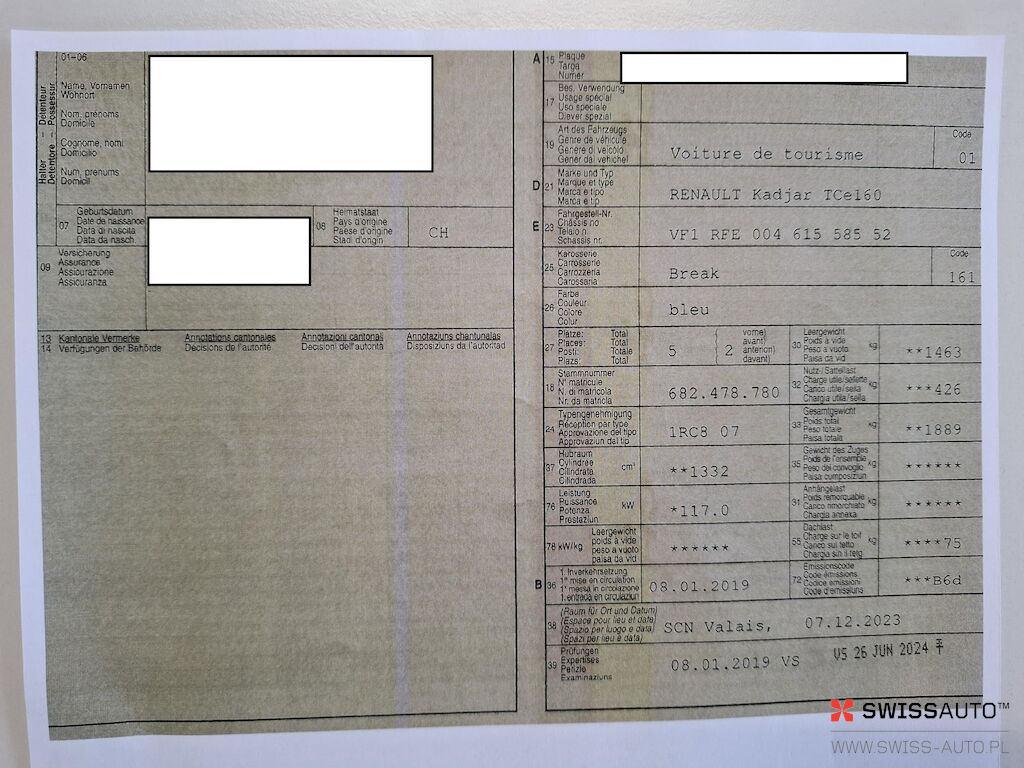 Halter – Détenteur
Detentore – Possessur
01-06
Name, Vornamen
Wohnort
Nom, prénoms
Domicile
Cognome, nomi
Domicilio
Num, prenums
Domicil
07
Geburtsdatum
Date de naissance
Data di nascita
Data da nasch.
08
Heimatstaat
Pays d'origine
Paese d'origine
Stadi d'origin
CH
09
Versicherung
Assurance
Assicurazione
Assicuranza
13 Kantonale Vermerke Annotations cantonales Annotazioni cantonali Annotaziuns chantunalas
14 Verfügungen der Behörde Décisions de l'autorité Decisioni dell'autorità Disposiziuns da l'autoritad
A 15
Plaque
Targa
Numer
17
Bes. Verwendung
Usage spécial
Uso speciale
Diever spezial
19
Art des Fahrzeugs
Genre de véhicule
Genere di veicolo
Gener dal vehichel
Voiture de tourisme
Code
01
D 21
Marke und Typ
Marque et type
Marca e tipo
Marca e tip
RENAULT Kadjar TCe160
E 23
Fahrgestell-Nr.
Châssis no
Telaio n.
Schassis nr.
VF1 RFE 004 615 585 52
25
Karosserie
Carrosserie
Carrozzeria
Carossaria
Break
Code
161
26
Farbe
Couleur
Colore
Colur
bleu
27
Plätze: Total
Places: Total
Posti: Totale
Plazs: Total
5 ( 2
vorne)
avant)
anteriori)
davant)
30
Leergewicht
Poids à vide
Peso a vuoto
Paisa da vid
kg
**1463
18
Stammnummer
N° matricule
N. di matricola
Nr. da matricla
682.478.780
32
Nutz-/Sattellast
Charge utile/sellette
Carico utile/sella
Chargia utila/sella
kg
***426
24
Typengenehmigung
Réception par type
Approvazione del tipo
Approvaziun dal tip
1RC8 07
33
Gesamtgewicht
Poids total
Peso totale
Paisa totala
kg
**1889
37
Hubraum
Cylindrée
Cilindrata
Cilindrada
cm³
**1332
35
Gewicht des Zuges
Poids de l'ensemble
Peso del convoglio
Paisa cumposiziun
kg
******
76
Leistung
Puissance
Potenza
Prestaziun
kW
*117.0
31
Anhängelast
Poids remorquable
Carico rimorchiato
Chargia annexa
kg
******
78 kW/kg
Leergewicht
poids à vide
peso a vuoto
paisa da vid
******
55
Dachlast
Charge sur le toit
Carico sul tetto
Chargia sin il tetg
kg
****75
B 36
1. Inverkehrsetzung
1re mise en circulation
1a messa in circolazione
1. entrada en circulaziun
08.01.2019
72
Emissionscode
Code émissions
Codice emissioni
Code d'emissiuns
***B6d
38
(Raum für Ort und Datum)
(Espace pour lieu et date)
(Spazio per luogo e data)
(Spazi per lieu e data)
SCN Valais, 07.12.2023
39
Prüfungen
Expertises
Perizie
Examinaziuns
08.01.2019 VS
VS 26 JUN 2024
SWISSAUTO™
WWW.SWISS-AUTO.PL